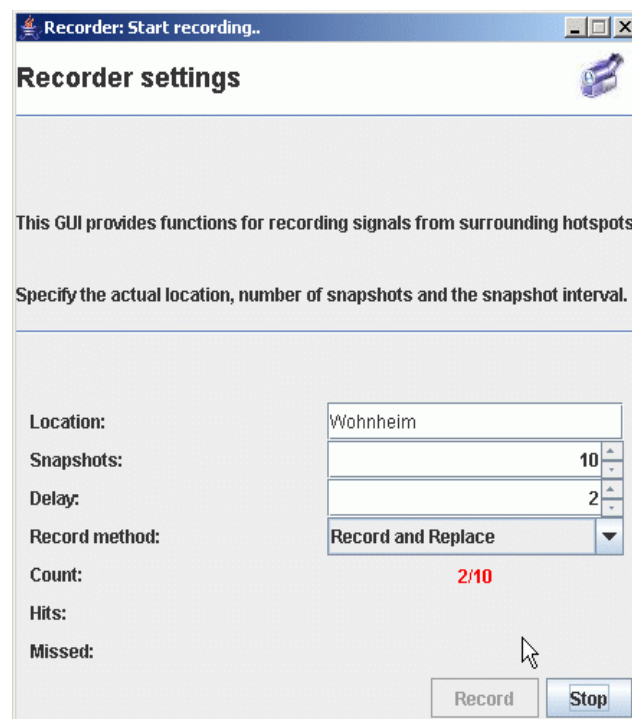 Recorder: Start recording..
Recorder settings
This GUI provides functions for recording signals from surrounding hotspots
Specify the actual location, number of snapshots and the snapshot interval.
Location: Wohnheim
Snapshots: 10
Delay: 2
Record method: Record and Replace
Count: 2/10
Hits:
Missed:
Record Stop